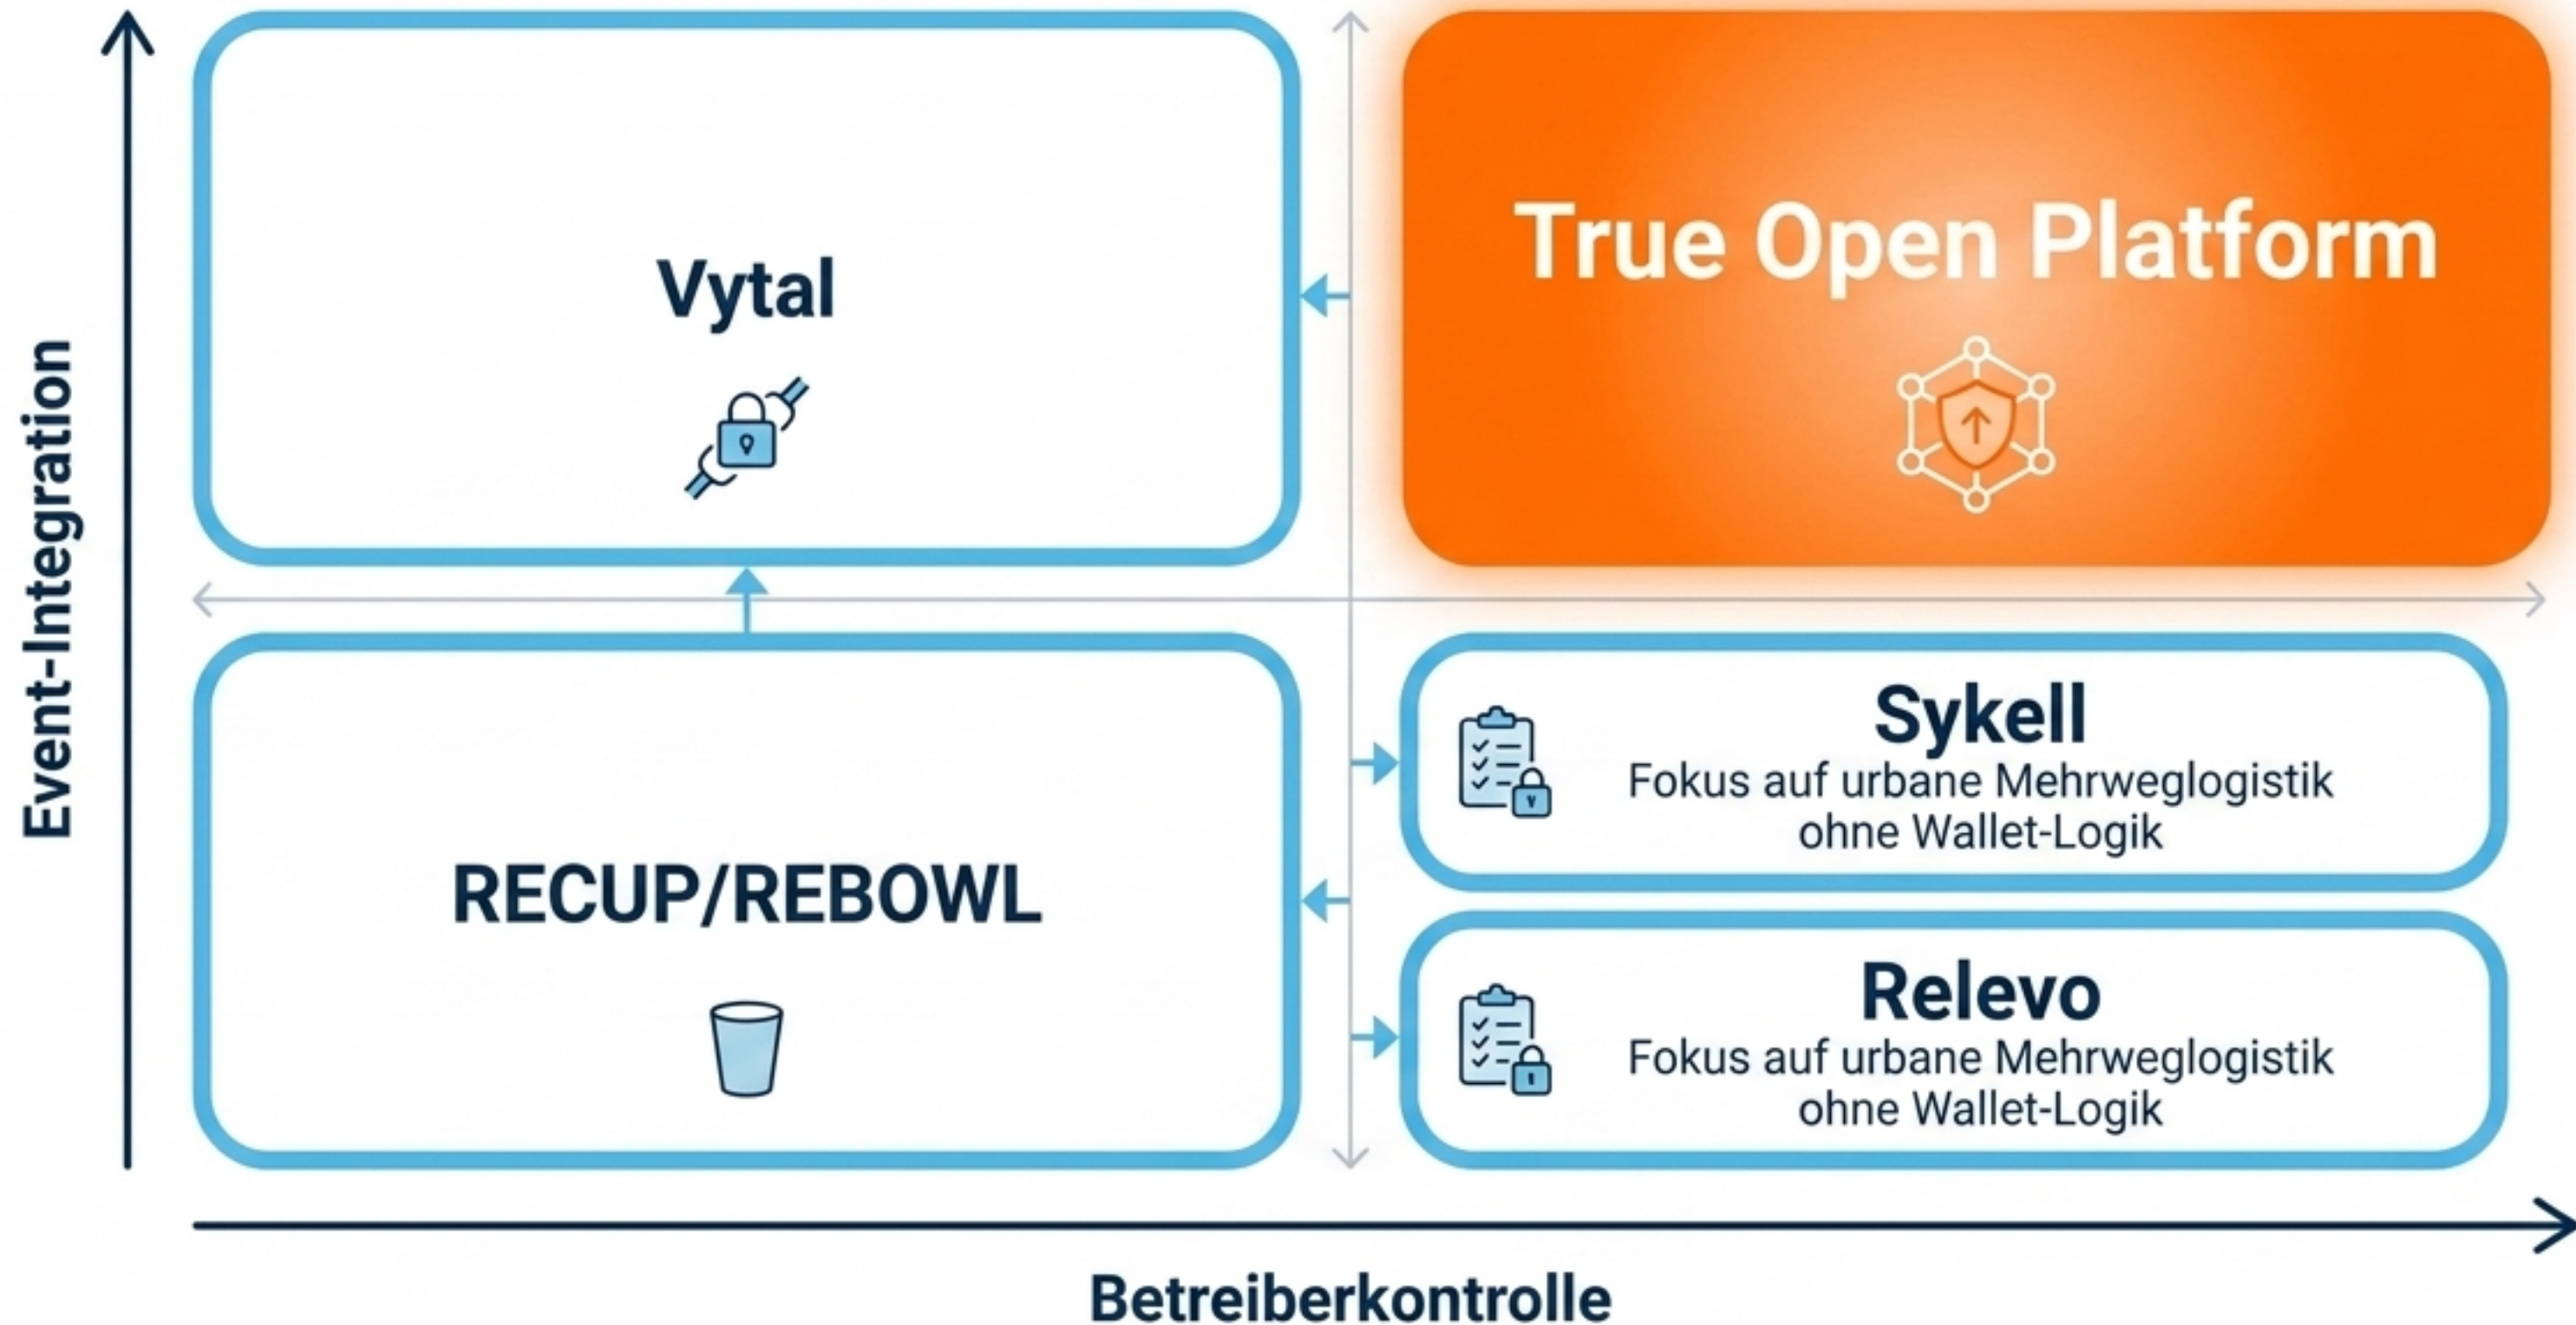 Event-Integration
Vytal
True Open Platform
RECUP/REBOWL
Sykell
Fokus auf urbane Mehrweglogistik
ohne Wallet-Logik
Relevo
Fokus auf urbane Mehrweglogistik
ohne Wallet-Logik
Betreiberkontrolle